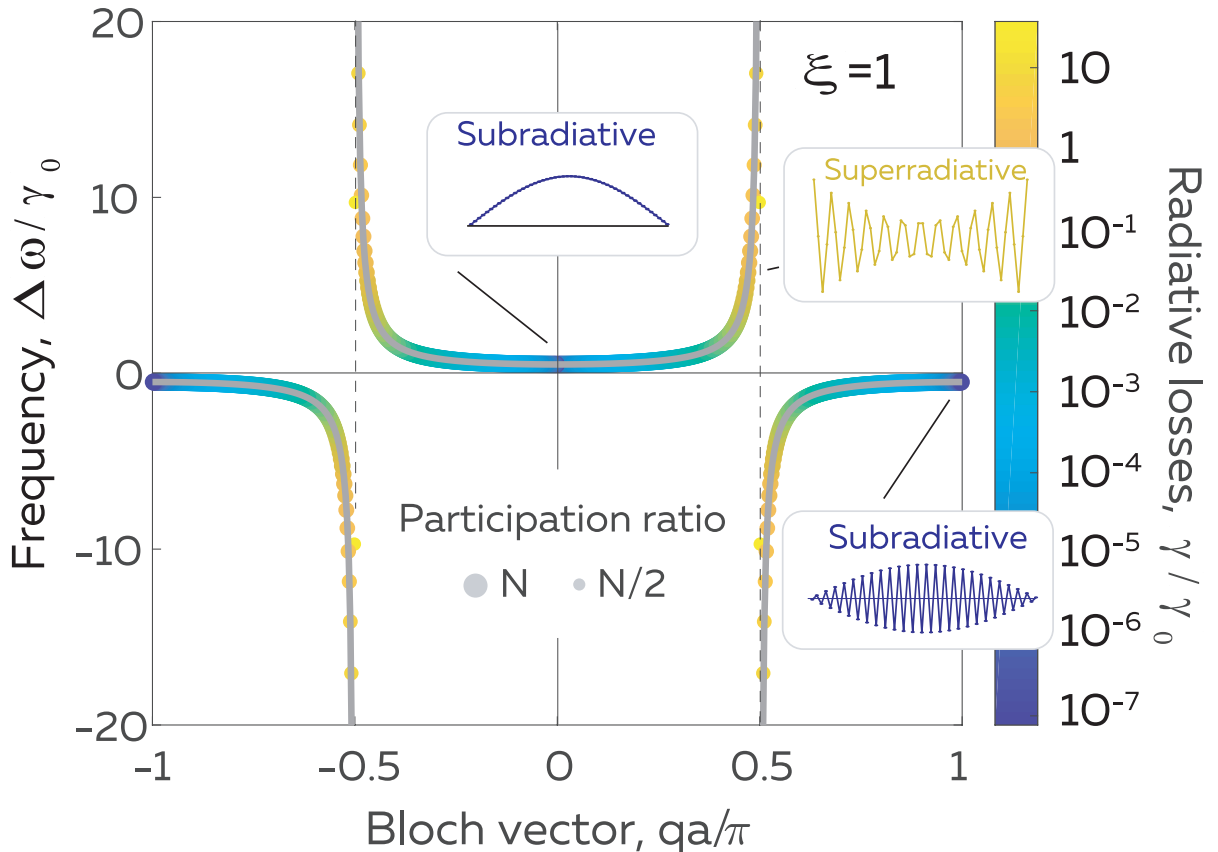 20
10
0
-10
-20
Frequency, Δ ω / γ₀
-1
-0.5
0
0.5
1
Bloch vector, qa/π
ξ =1
Subradiative
Superradiative
Subradiative
Participation ratio
N N/2
10
1
10⁻¹
10⁻²
10⁻³
10⁻⁴
10⁻⁵
10⁻⁶
10⁻⁷
Radiative losses, γ / γ₀